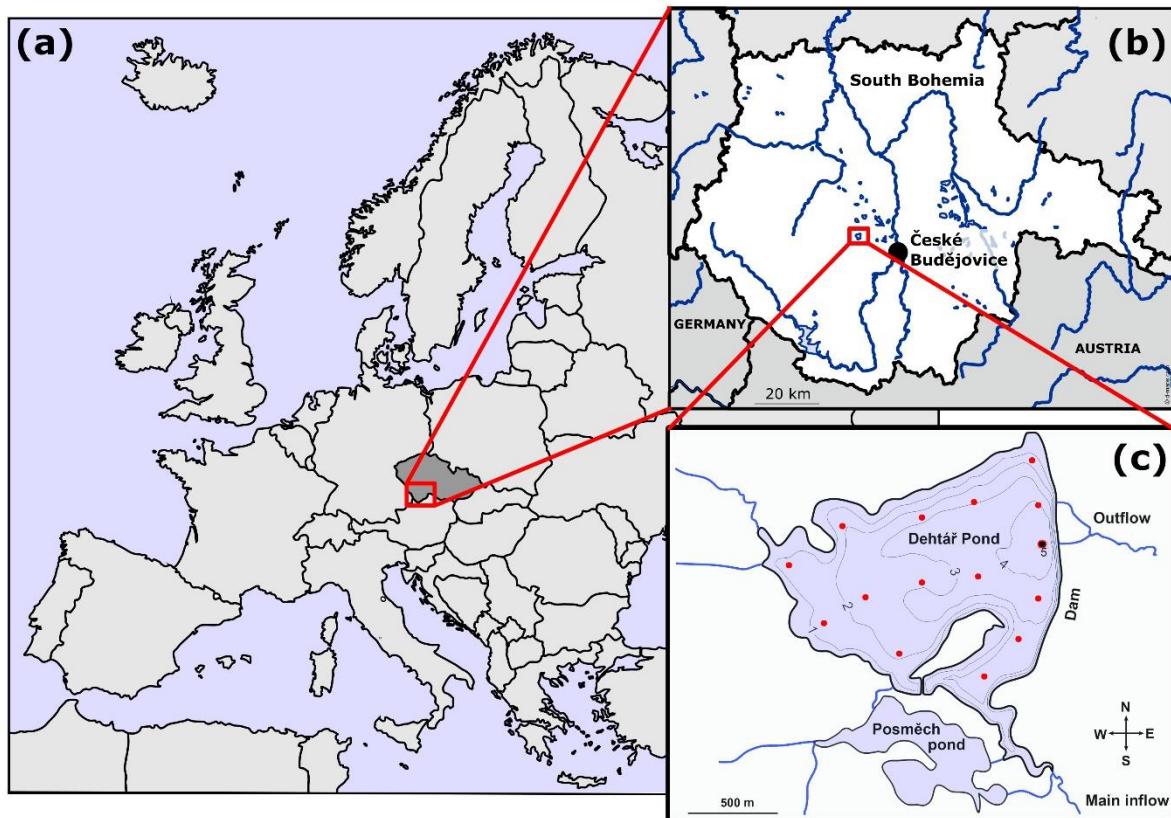 (a)
(b)
South Bohemia
České
Budějovice
GERMANY
AUSTRIA
20 km
(c)
Outflow
Dehtář Pond
5
4
3
2
1
Dam
Posměch
pond
N
W E
S
500 m
Main inflow